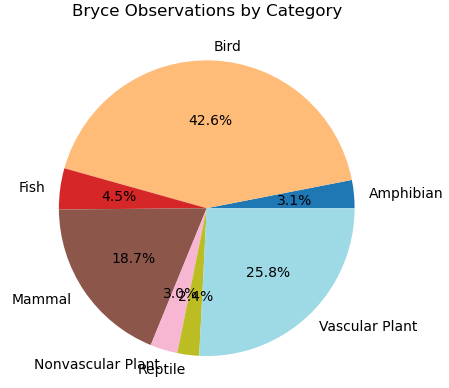 Bryce Observations by Category
Bird
42.6%
Fish
4.5%
3.1%
Amphibian
18.7%
25.8%
Mammal
3.0%
2.4%
Vascular Plant
Nonvascular Plant
Reptile